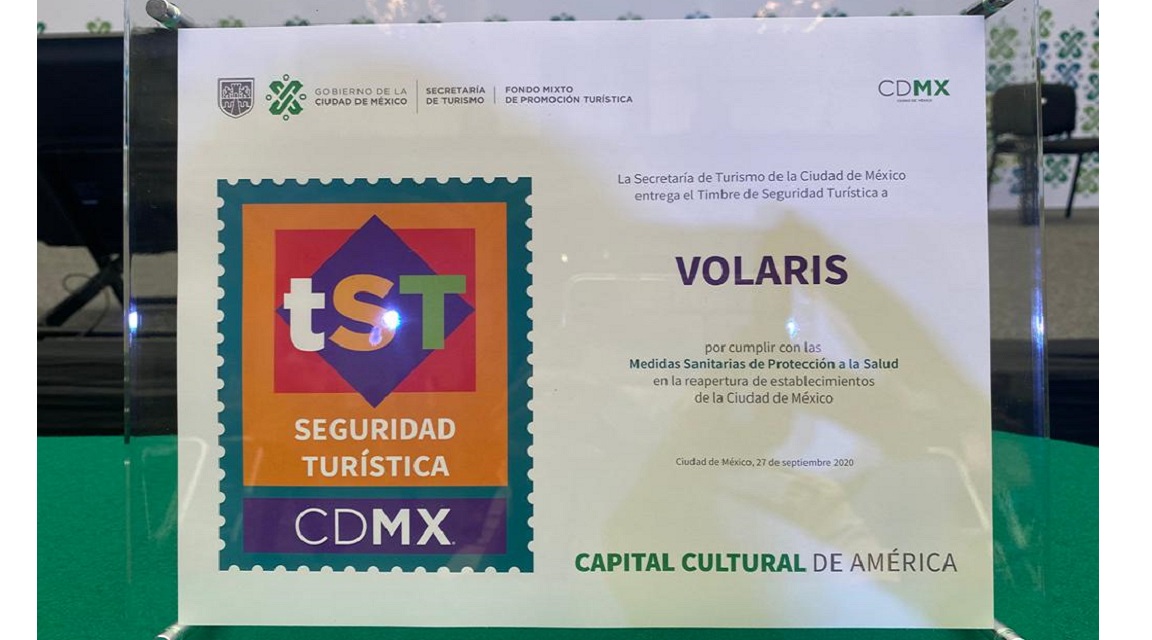 GOBIERNO DE LA
CIUDAD DE MÉXICO
SECRETARÍA
DE TURISMO
FONDO MIXTO
DE PROMOCIÓN TURÍSTICA
CDMX
CIUDAD DE MÉXICO
tST
SEGURIDAD
TURÍSTICA
CDMX
La Secretaría de Turismo de la Ciudad de México
entrega el Timbre de Seguridad Turística a
VOLARIS
por cumplir con las
Medidas Sanitarias de Protección a la Salud
en la reapertura de establecimientos
de la Ciudad de México
Ciudad de México, 27 de septiembre 2020
CAPITAL CULTURAL DE AMÉRICA